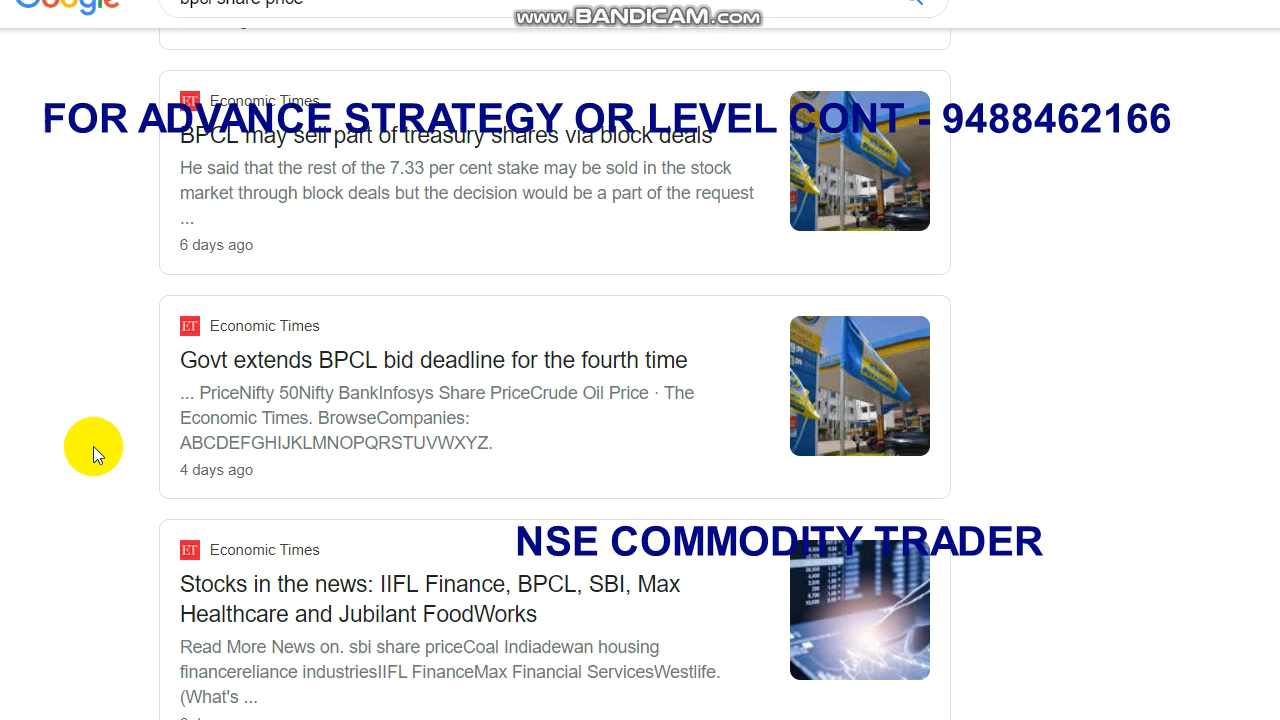 Google
bpcl share price
www.BANDICAM.com
Economic Times
FOR ADVANCE STRATEGY OR LEVEL CONT - 9488462166
BPCL may sell part of treasury shares via block deals
He said that the rest of the 7.33 per cent stake may be sold in the stock
market through block deals but the decision would be a part of the request
...
6 days ago
ET Economic Times
Govt extends BPCL bid deadline for the fourth time
... PriceNifty 50Nifty BankInfosys Share PriceCrude Oil Price · The
Economic Times. BrowseCompanies:
ABCDEFGHIJKLMNOPQRSTUVWXYZ.
4 days ago
NSE COMMODITY TRADER
ET Economic Times
Stocks in the news: IIFL Finance, BPCL, SBI, Max
Healthcare and Jubilant FoodWorks
Read More News on. sbi share priceCoal Indiadewan housing
financereliance industriesIIFL FinanceMax Financial ServicesWestlife.
(What's ...